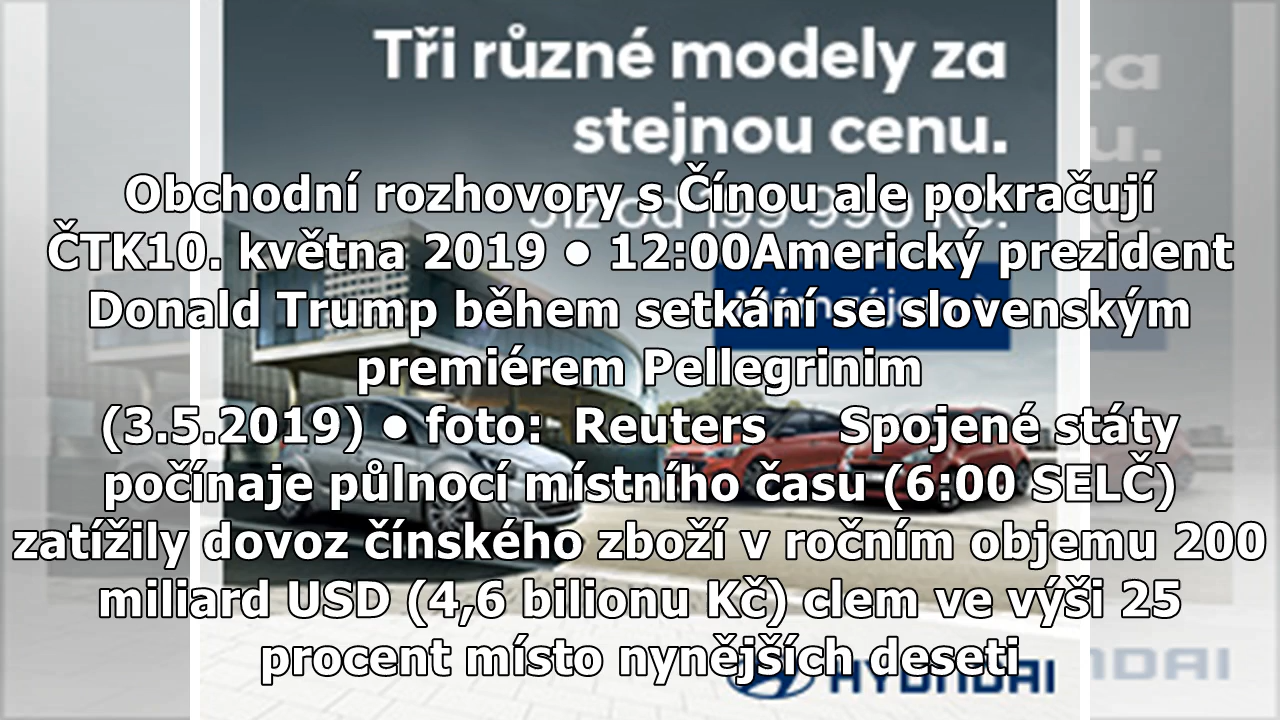 Tři různé modely za
stejnou cenu.
Obchodní rozhovory s Čínou ale pokračují
ČTK10. května 2019 ● 12:00Americký prezident
Donald Trump během setkání se slovenským
premiérem Pellegrinim
(3.5.2019) ● foto: Reuters Spojené státy
počínaje půlnocí místního času (6:00 SELČ)
zatížily dovoz čínského zboží v ročním objemu 200
miliard USD (4,6 bilionu Kč) clem ve výši 25
procent místo nynějších deseti
HYUNDAI